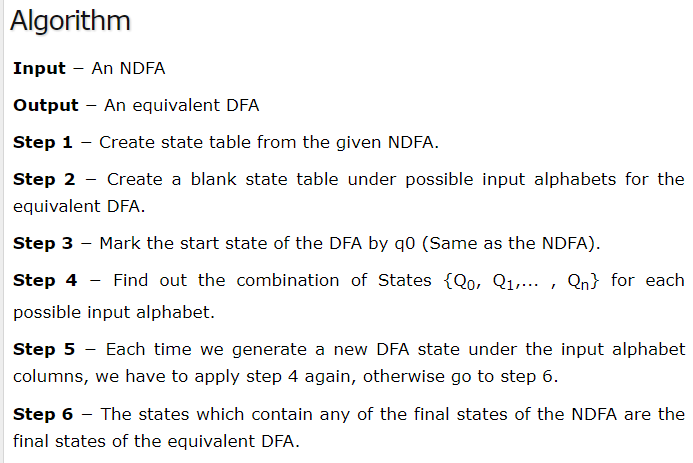 Algorithm
Input − An NDFA
Output − An equivalent DFA
Step 1 − Create state table from the given NDFA.
Step 2 − Create a blank state table under possible input alphabets for the
equivalent DFA.
Step 3 − Mark the start state of the DFA by q0 (Same as the NDFA).
Step 4 − Find out the combination of States {Q0, Q1,... , Qn} for each
possible input alphabet.
Step 5 − Each time we generate a new DFA state under the input alphabet
columns, we have to apply step 4 again, otherwise go to step 6.
Step 6 − The states which contain any of the final states of the NDFA are the
final states of the equivalent DFA.